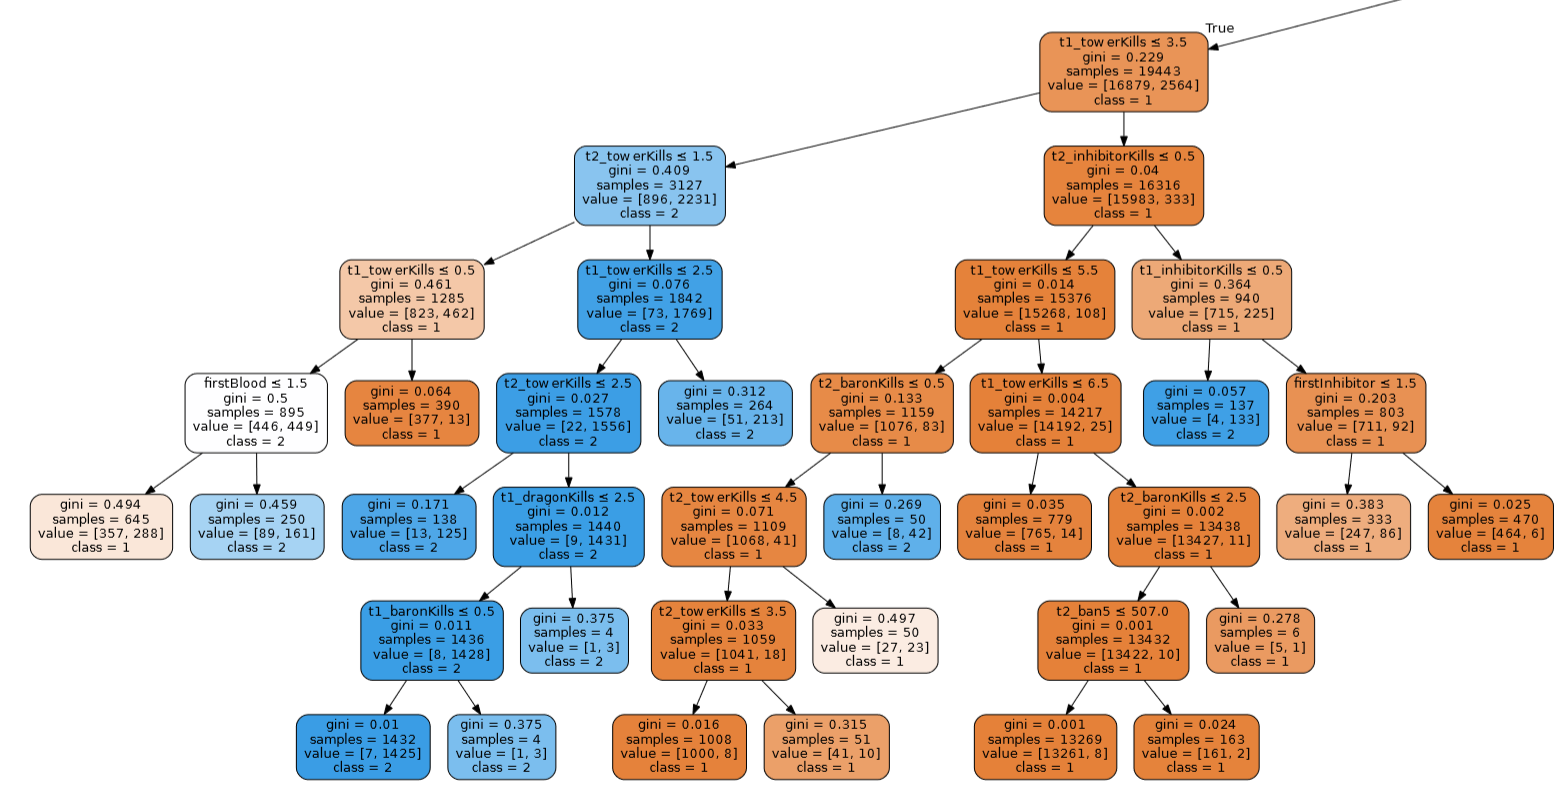 True
t1_towerKills ≤ 3.5
gini = 0.229
samples = 19443
value = [16879, 2564]
class = 1
t2_towerKills ≤ 1.5
gini = 0.409
samples = 3127
value = [896, 2231]
class = 2
t2_inhibitorKills ≤ 0.5
gini = 0.04
samples = 16316
value = [15983, 333]
class = 1
t1_towerKills ≤ 0.5
gini = 0.461
samples = 1285
value = [823, 462]
class = 1
t1_towerKills ≤ 2.5
gini = 0.076
samples = 1842
value = [73, 1769]
class = 2
t1_towerKills ≤ 5.5
gini = 0.014
samples = 15376
value = [15268, 108]
class = 1
t1_inhibitorKills ≤ 0.5
gini = 0.364
samples = 940
value = [715, 225]
class = 1
firstBlood ≤ 1.5
gini = 0.5
samples = 895
value = [446, 449]
class = 2
gini = 0.064
samples = 390
value = [377, 13]
class = 1
t2_towerKills ≤ 2.5
gini = 0.027
samples = 1578
value = [22, 1556]
class = 2
gini = 0.312
samples = 264
value = [51, 213]
class = 2
t2_baronKills ≤ 0.5
gini = 0.133
samples = 1159
value = [1076, 83]
class = 1
t1_towerKills ≤ 6.5
gini = 0.004
samples = 14217
value = [14192, 25]
class = 1
gini = 0.057
samples = 137
value = [4, 133]
class = 2
firstInhibitor ≤ 1.5
gini = 0.203
samples = 803
value = [711, 92]
class = 1
gini = 0.494
samples = 645
value = [357, 288]
class = 1
gini = 0.459
samples = 250
value = [89, 161]
class = 2
gini = 0.171
samples = 138
value = [13, 125]
class = 2
t1_dragonKills ≤ 2.5
gini = 0.012
samples = 1440
value = [9, 1431]
class = 2
t2_towerKills ≤ 4.5
gini = 0.071
samples = 1109
value = [1068, 41]
class = 1
gini = 0.269
samples = 50
value = [8, 42]
class = 2
gini = 0.035
samples = 779
value = [765, 14]
class = 1
t2_baronKills ≤ 2.5
gini = 0.002
samples = 13438
value = [13427, 11]
class = 1
gini = 0.383
samples = 333
value = [247, 86]
class = 1
gini = 0.025
samples = 470
value = [464, 6]
class = 1
t1_baronKills ≤ 0.5
gini = 0.011
samples = 1436
value = [8, 1428]
class = 2
gini = 0.375
samples = 4
value = [1, 3]
class = 2
t2_towerKills ≤ 3.5
gini = 0.033
samples = 1059
value = [1041, 18]
class = 1
gini = 0.497
samples = 50
value = [27, 23]
class = 1
t2_ban5 ≤ 507.0
gini = 0.001
samples = 13432
value = [13422, 10]
class = 1
gini = 0.278
samples = 6
value = [5, 1]
class = 1
gini = 0.01
samples = 1432
value = [7, 1425]
class = 2
gini = 0.375
samples = 4
value = [1, 3]
class = 2
gini = 0.016
samples = 1008
value = [1000, 8]
class = 1
gini = 0.315
samples = 51
value = [41, 10]
class = 1
gini = 0.001
samples = 13269
value = [13261, 8]
class = 1
gini = 0.024
samples = 163
value = [161, 2]
class = 1